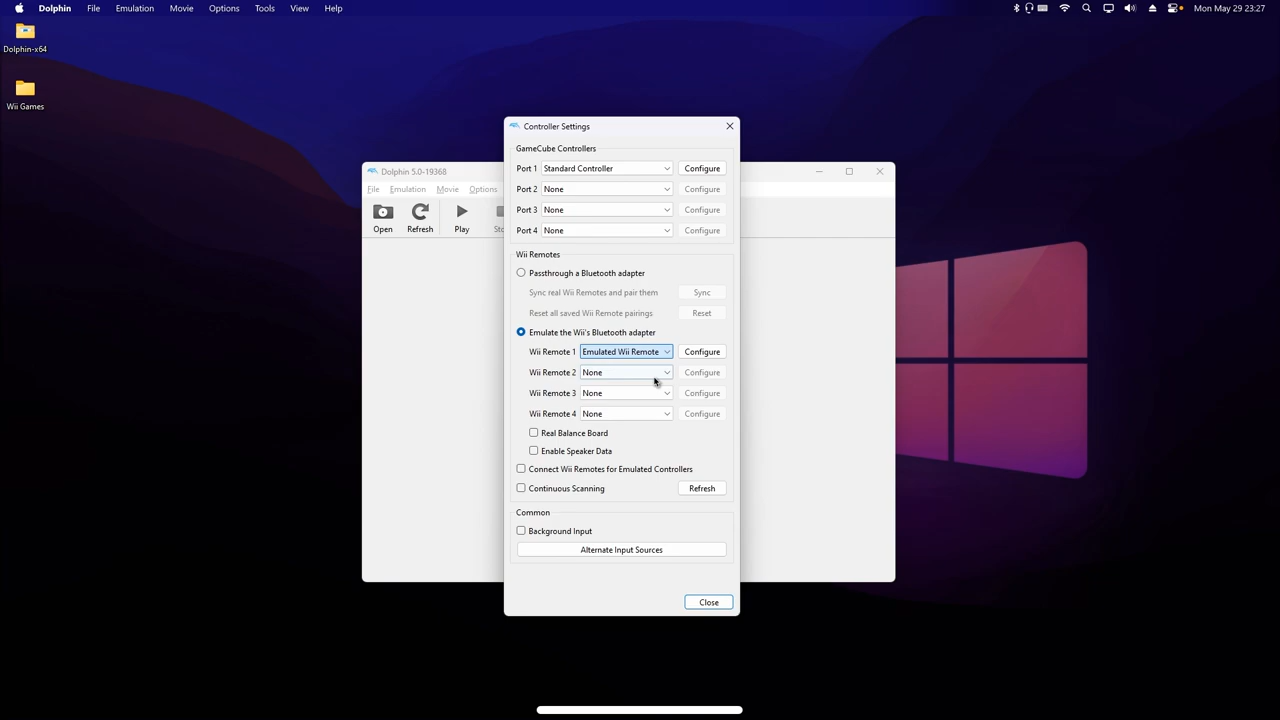 Dolphin File Emulation Movie Options Tools View Help Mon May 29 23:27
Dolphin-x64
Wii Games
Controller Settings
GameCube Controllers
Port 1 Standard Controller Configure
Port 2 None Configure
Port 3 None Configure
Port 4 None Configure
Dolphin 5.0-19368
File Emulation Movie Options
Open Refresh Play
Wii Remotes
Passthrough a Bluetooth adapter
Sync real Wii Remotes and pair them Sync
Reset all saved Wii Remote pairings Reset
Emulate the Wii's Bluetooth adapter
Wii Remote 1 Emulated Wii Remote Configure
Wii Remote 2 None Configure
Wii Remote 3 None Configure
Wii Remote 4 None Configure
Real Balance Board
Enable Speaker Data
Connect Wii Remotes for Emulated Controllers
Continuous Scanning Refresh
Common
Background Input
Alternate Input Sources
Close